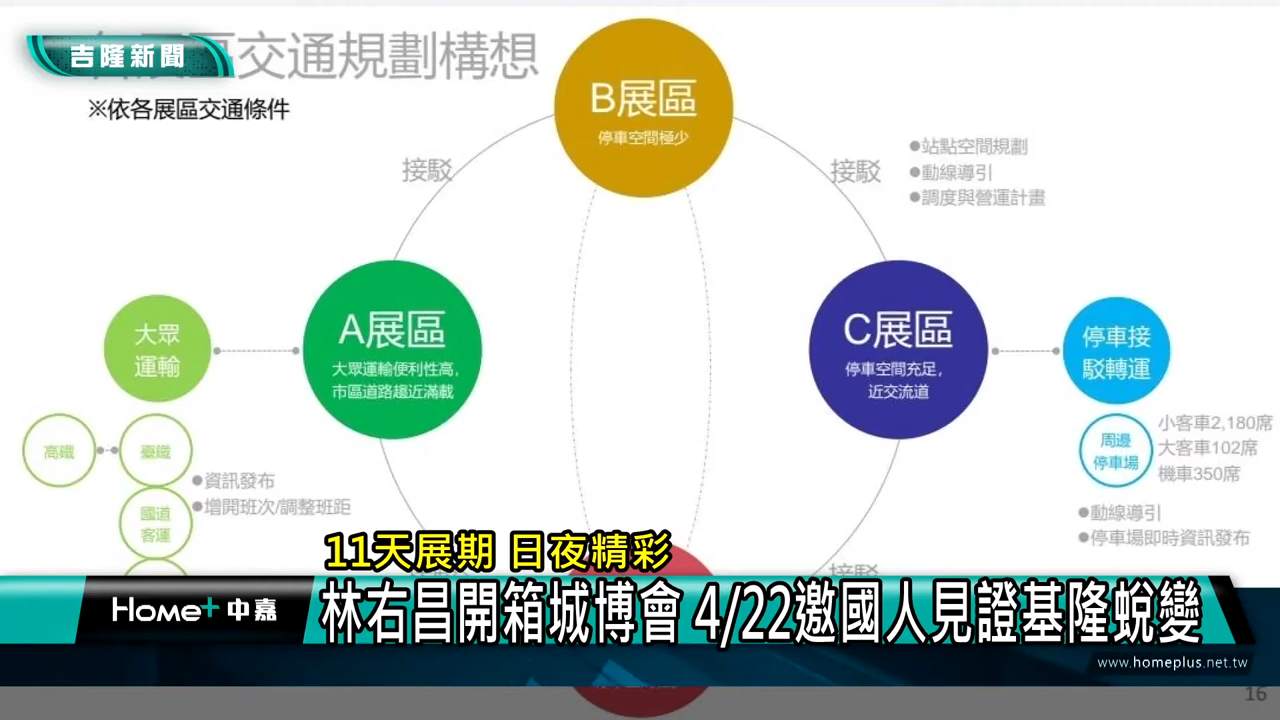 吉隆新聞
區交通規劃構想
※依各展區交通條件
B展區
停車空間極少
接駁
接駁
●站點空間規劃
●動線導引
●調度與營運計畫
A展區
大眾運輸便利性高，
市區道路趨近滿載
C展區
停車空間充足，
近交流道
大眾
運輸
停車接
駁轉運
高鐵
臺鐵
國道
客運
●資訊發布
●增開班次/調整班距
周邊
停車場
小客車2,180席
大客車102席
機車350席
●動線導引
●停車場即時資訊發布
接駁
11天展期 日夜精彩
Home+中嘉
林右昌開箱城博會 4/22邀國人見證基隆蛻變
www.homeplus.net.tw
16